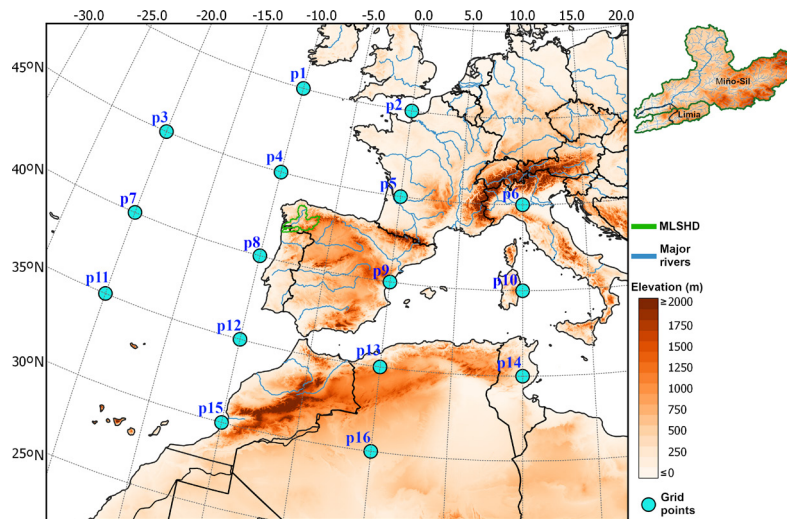 -30.0 -25.0 -20.0 -15.0 -10.0 -5.0 0.0 5.0 10.0 15.0 20.0
45°N
40°N
35°N
30°N
25°N
p1
p2
p3
p4
p5
p6
p7
p8
p9
p10
p11
p12
p13
p14
p15
p16
Miño-Sil
Limia
MLSHD
Major
rivers
Elevation (m)
≥2000
1750
1500
1250
1000
750
500
250
≤0
Grid
points